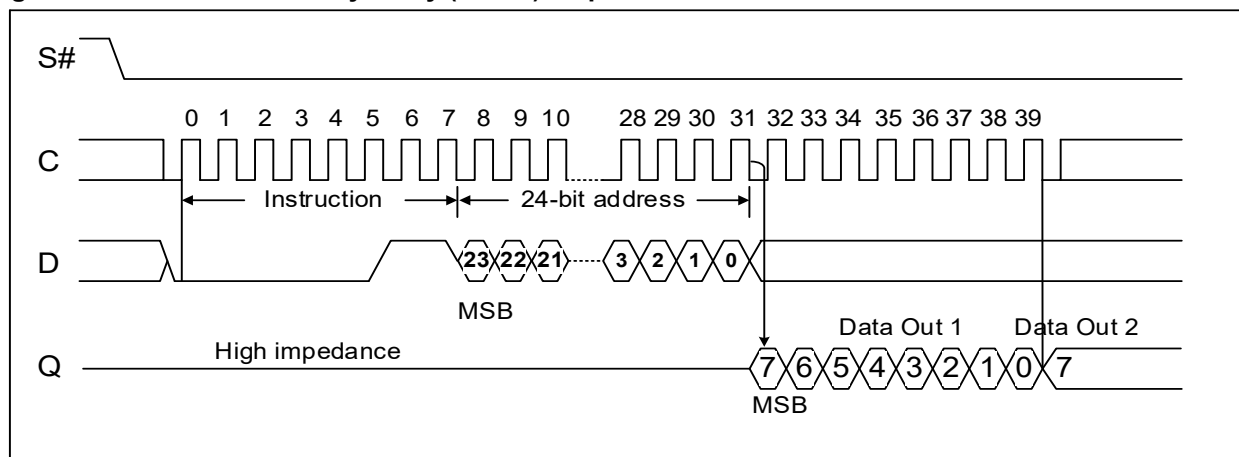 S#
0 1 2 3 4 5 6 7 8 9 10 28 29 30 31 32 33 34 35 36 37 38 39
C
Instruction 24-bit address
D 23 22 21 3 2 1 0
MSB
Data Out 1 Data Out 2
High impedance
Q 7 6 5 4 3 2 1 0 7
MSB